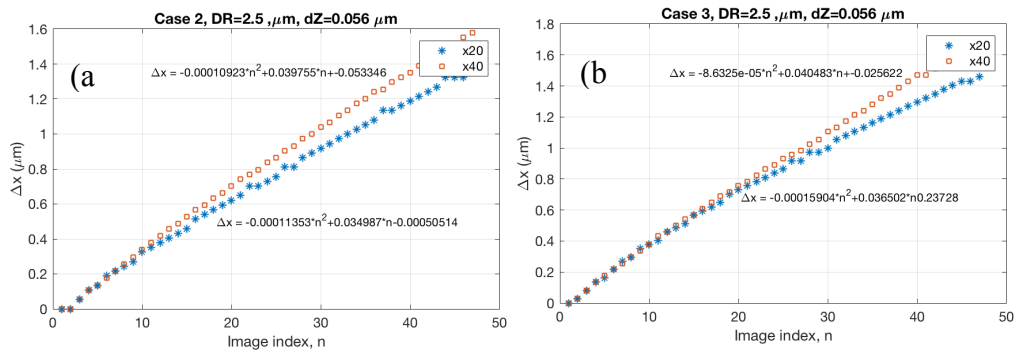 Case 2, DR=2.5 ,μm, dZ=0.056 μm
(a
Δx = -0.00010923*n²+0.039755*n+-0.053346
x20
x40
Δx = -0.00011353*n²+0.034987*n-0.00050514
Δx (μm)
1.6
1.4
1.2
1
0.8
0.6
0.4
0.2
0
0 10 20 30 40 50
Image index, n
Case 3, DR=2.5 ,μm, dZ=0.056 μm
(b
Δx = -8.6325e-05*n²+0.040483*n+-0.025622
x20
x40
Δx = -0.00015904*n²+0.036502*n0.23728
Δx (μm)
1.8
1.6
1.4
1.2
1
0.8
0.6
0.4
0.2
0
0 10 20 30 40 50
Image index, n